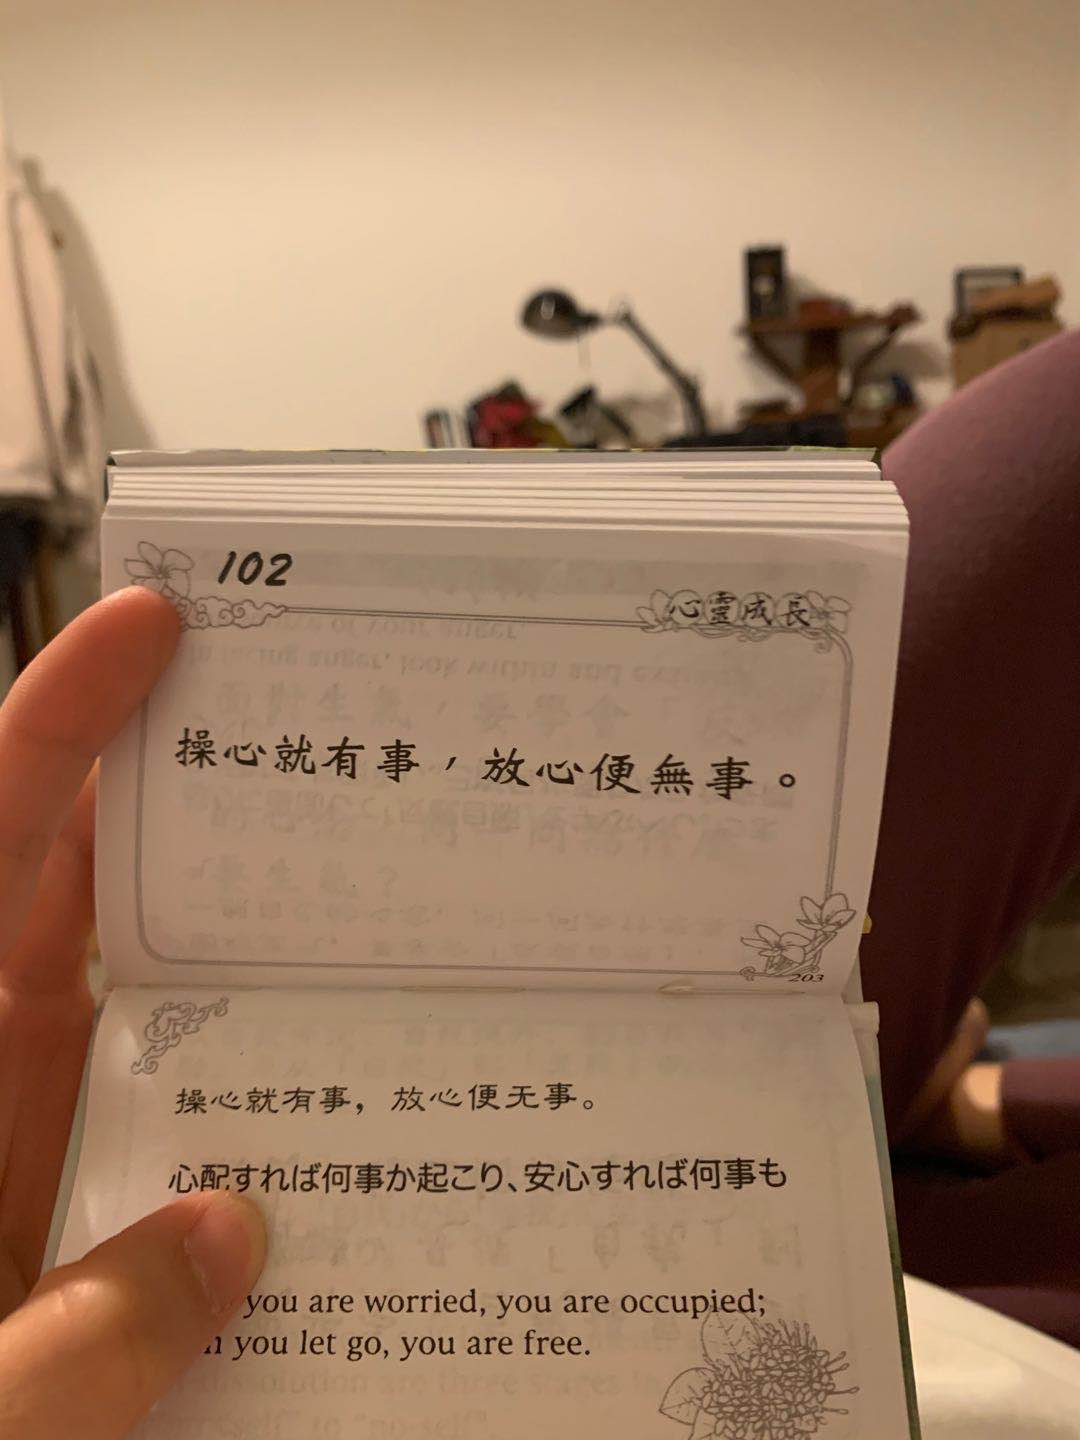 102
心靈成長
操心就有事，放心便無事。
203
操心就有事，放心便无事。
心配すれば何事か起こり、安心すれば何事も
you are worried, you are occupied;
you let go, you are free.